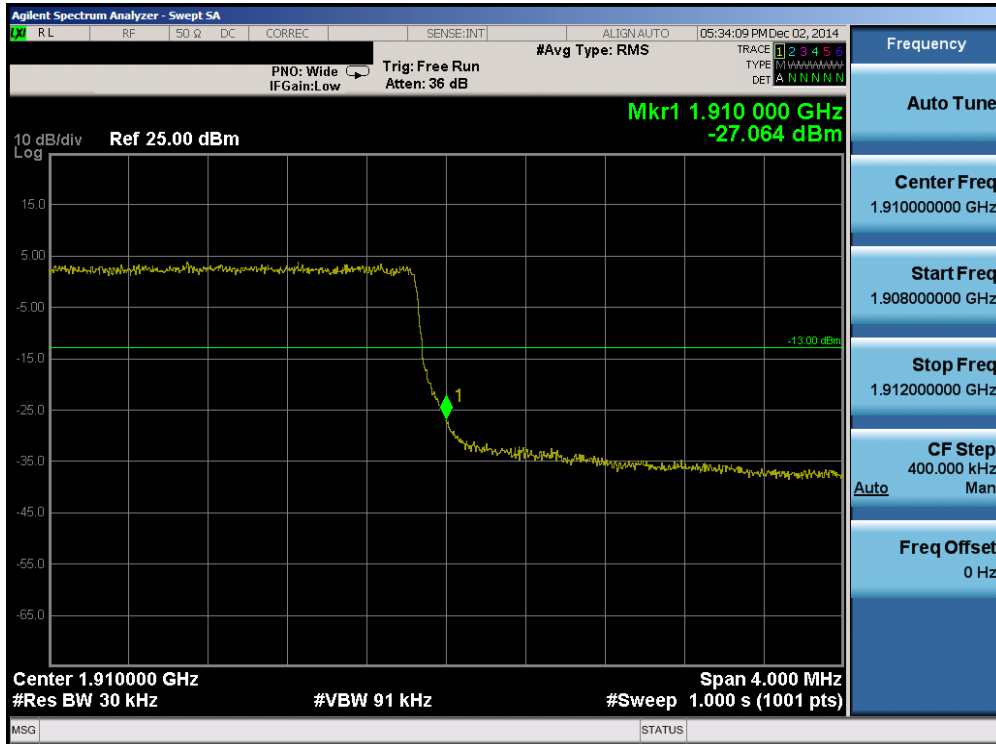 Agilent Spectrum Analyzer - Swept SA
LXI RL RF 50 Ω DC CORREC SENSE:INT ALIGN AUTO 05:34:09 PM Dec 02, 2014
#Avg Type: RMS TRACE 1 2 3 4 5 6
PNO: Wide Trig: Free Run TYPE M WWWWW
IFGain:Low Atten: 36 dB DET A N N N N N
Mkr1 1.910 000 GHz
10 dB/div Ref 25.00 dBm -27.064 dBm
Log
15.0
5.00
-5.00
-13.00 dBm
-15.0
1
-25.0
-35.0
-45.0
-55.0
-65.0
Center 1.910000 GHz Span 4.000 MHz
#Res BW 30 kHz #VBW 91 kHz #Sweep 1.000 s (1001 pts)
MSG STATUS
Frequency
Auto Tune
Center Freq
1.910000000 GHz
Start Freq
1.908000000 GHz
Stop Freq
1.912000000 GHz
CF Step
400.000 kHz
Auto Man
Freq Offset
0 Hz